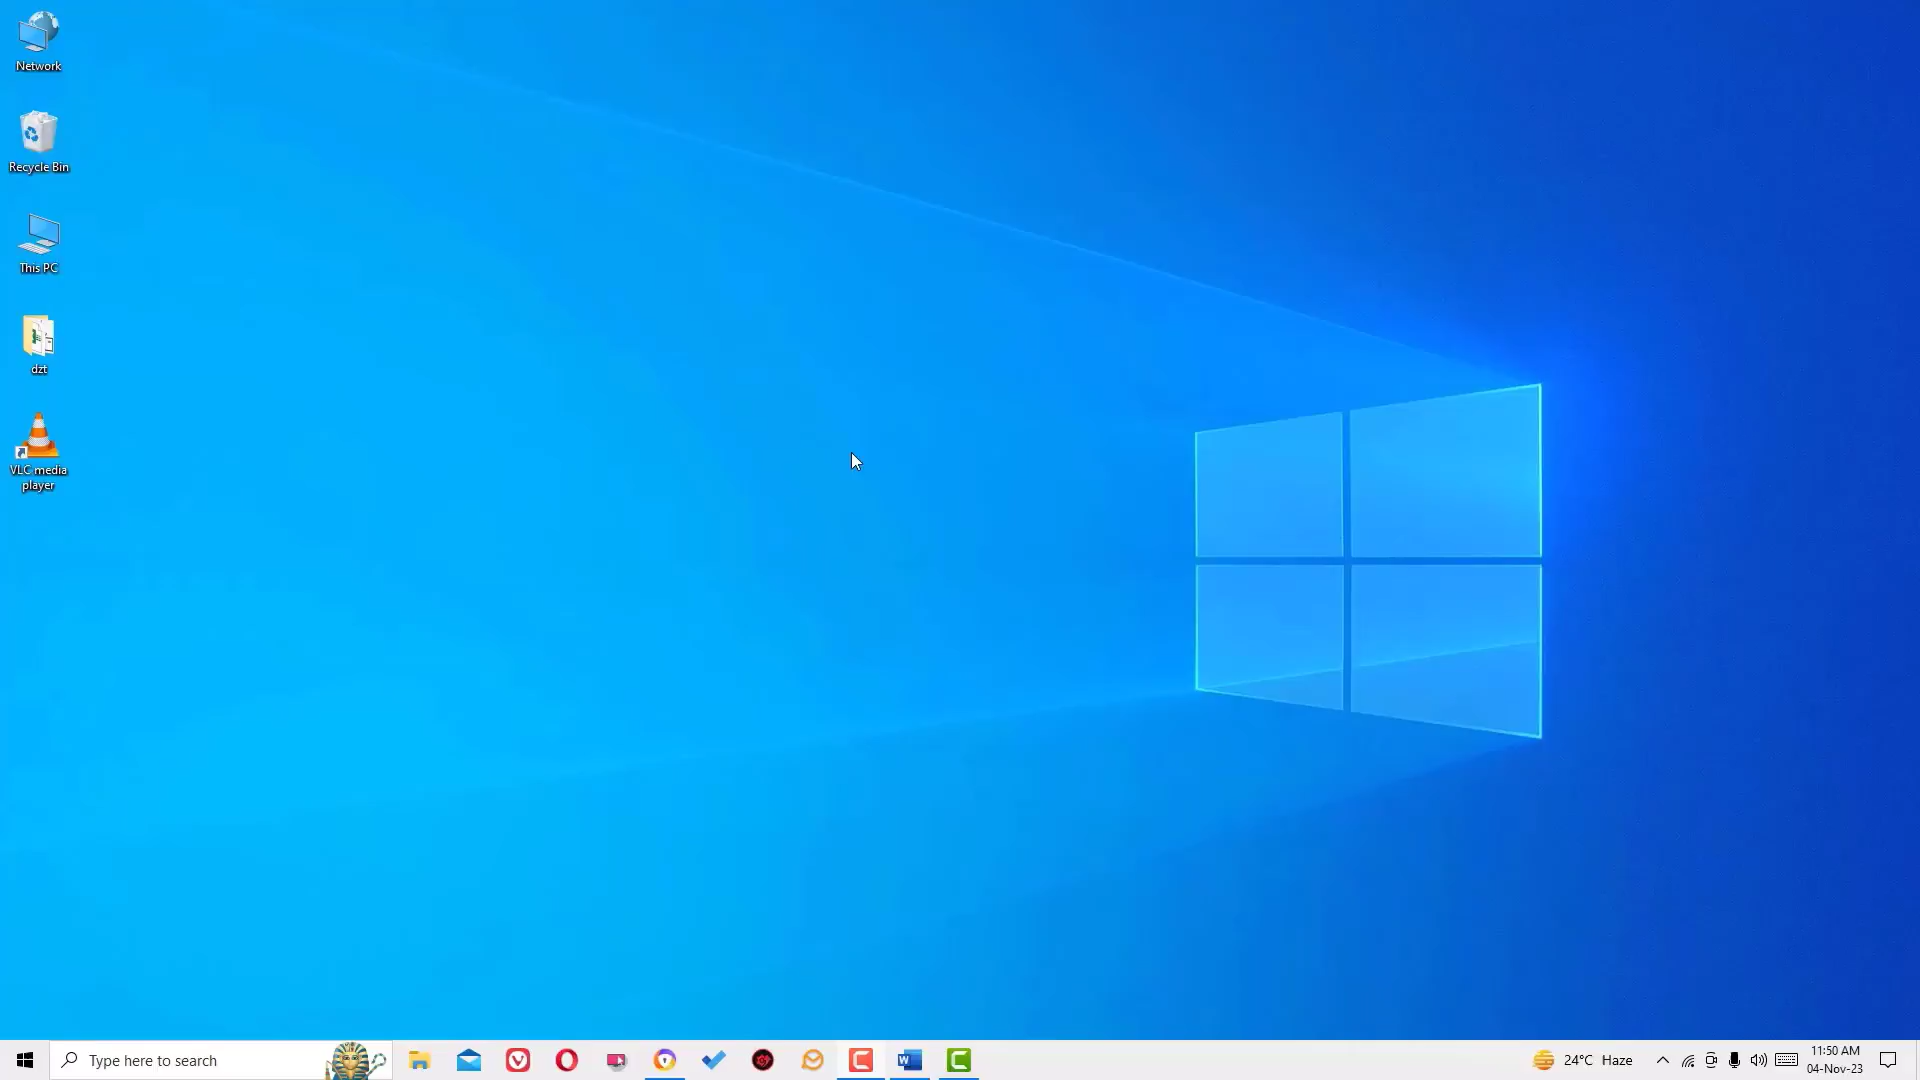 Network
Recycle Bin
This PC
dzt
VLC media
player
Type here to search
24°C Haze
11:50 AM
04-Nov-23